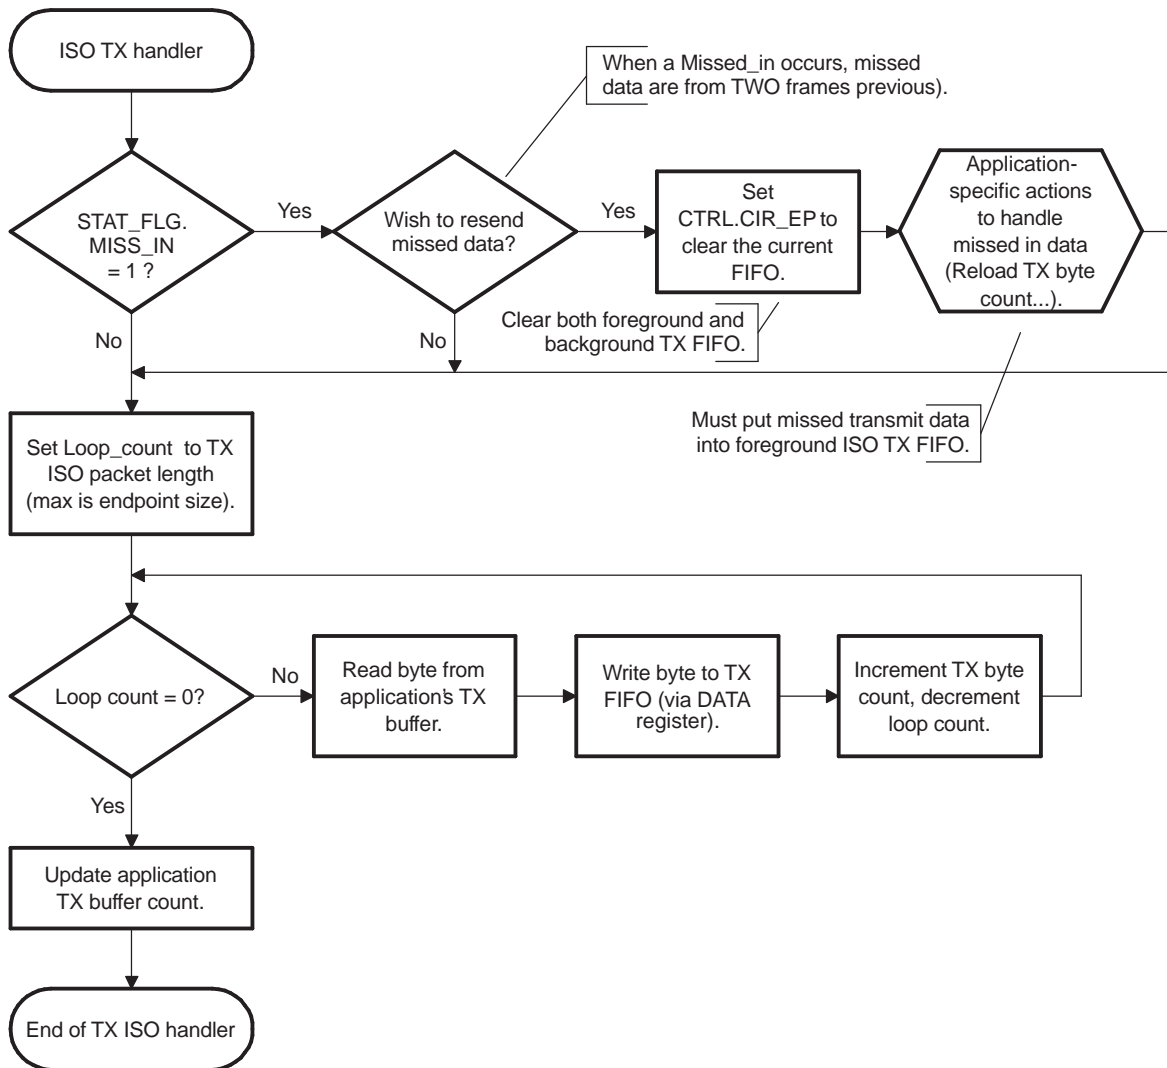 ISO TX handler
When a Missed_in occurs, missed
data are from TWO frames previous).
STAT_FLG.
MISS_IN
= 1 ?
Yes
Wish to resend
missed data?
Yes
Set
CTRL.CIR_EP to
clear the current
FIFO.
Application-
specific actions
to handle
missed in data
(Reload TX byte
count...).
No
No
Clear both foreground and
background TX FIFO.
Must put missed transmit data
into foreground ISO TX FIFO.
Set Loop_count to TX
ISO packet length
(max is endpoint size).
Loop count = 0?
No
Read byte from
application's TX
buffer.
Write byte to TX
FIFO (via DATA
register).
Increment TX byte
count, decrement
loop count.
Yes
Update application
TX buffer count.
End of TX ISO handler